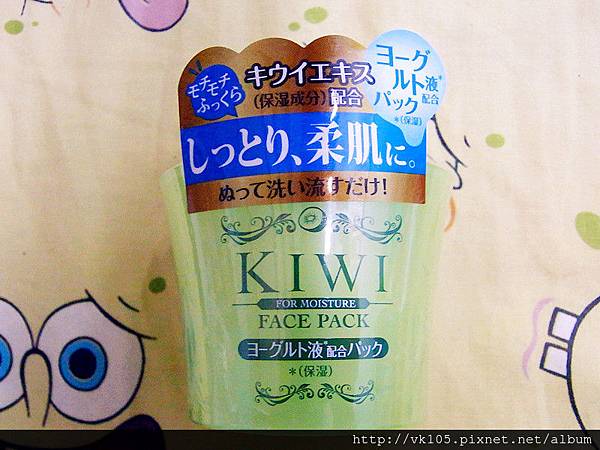 モチモチ
ふっくら
キウイエキス
(保湿成分)配合
ヨーグ
ルト液*
パック配合
*(保湿)
しっとり、柔肌に。
ぬって洗い流すだけ!
KIWI
FOR MOISTURE
FACE PACK
ヨーグルト液*配合パック
*(保湿)
http://vk105.pixnet.net/album